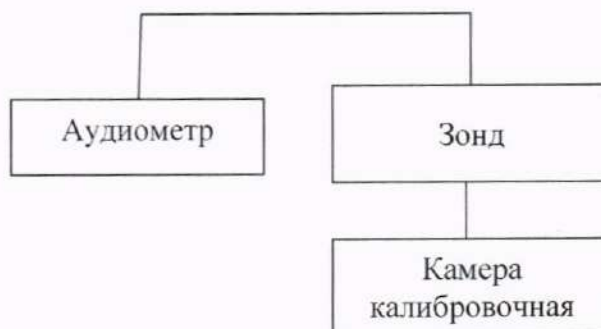 Аудиометр
Зонд
Камера
калибровочная